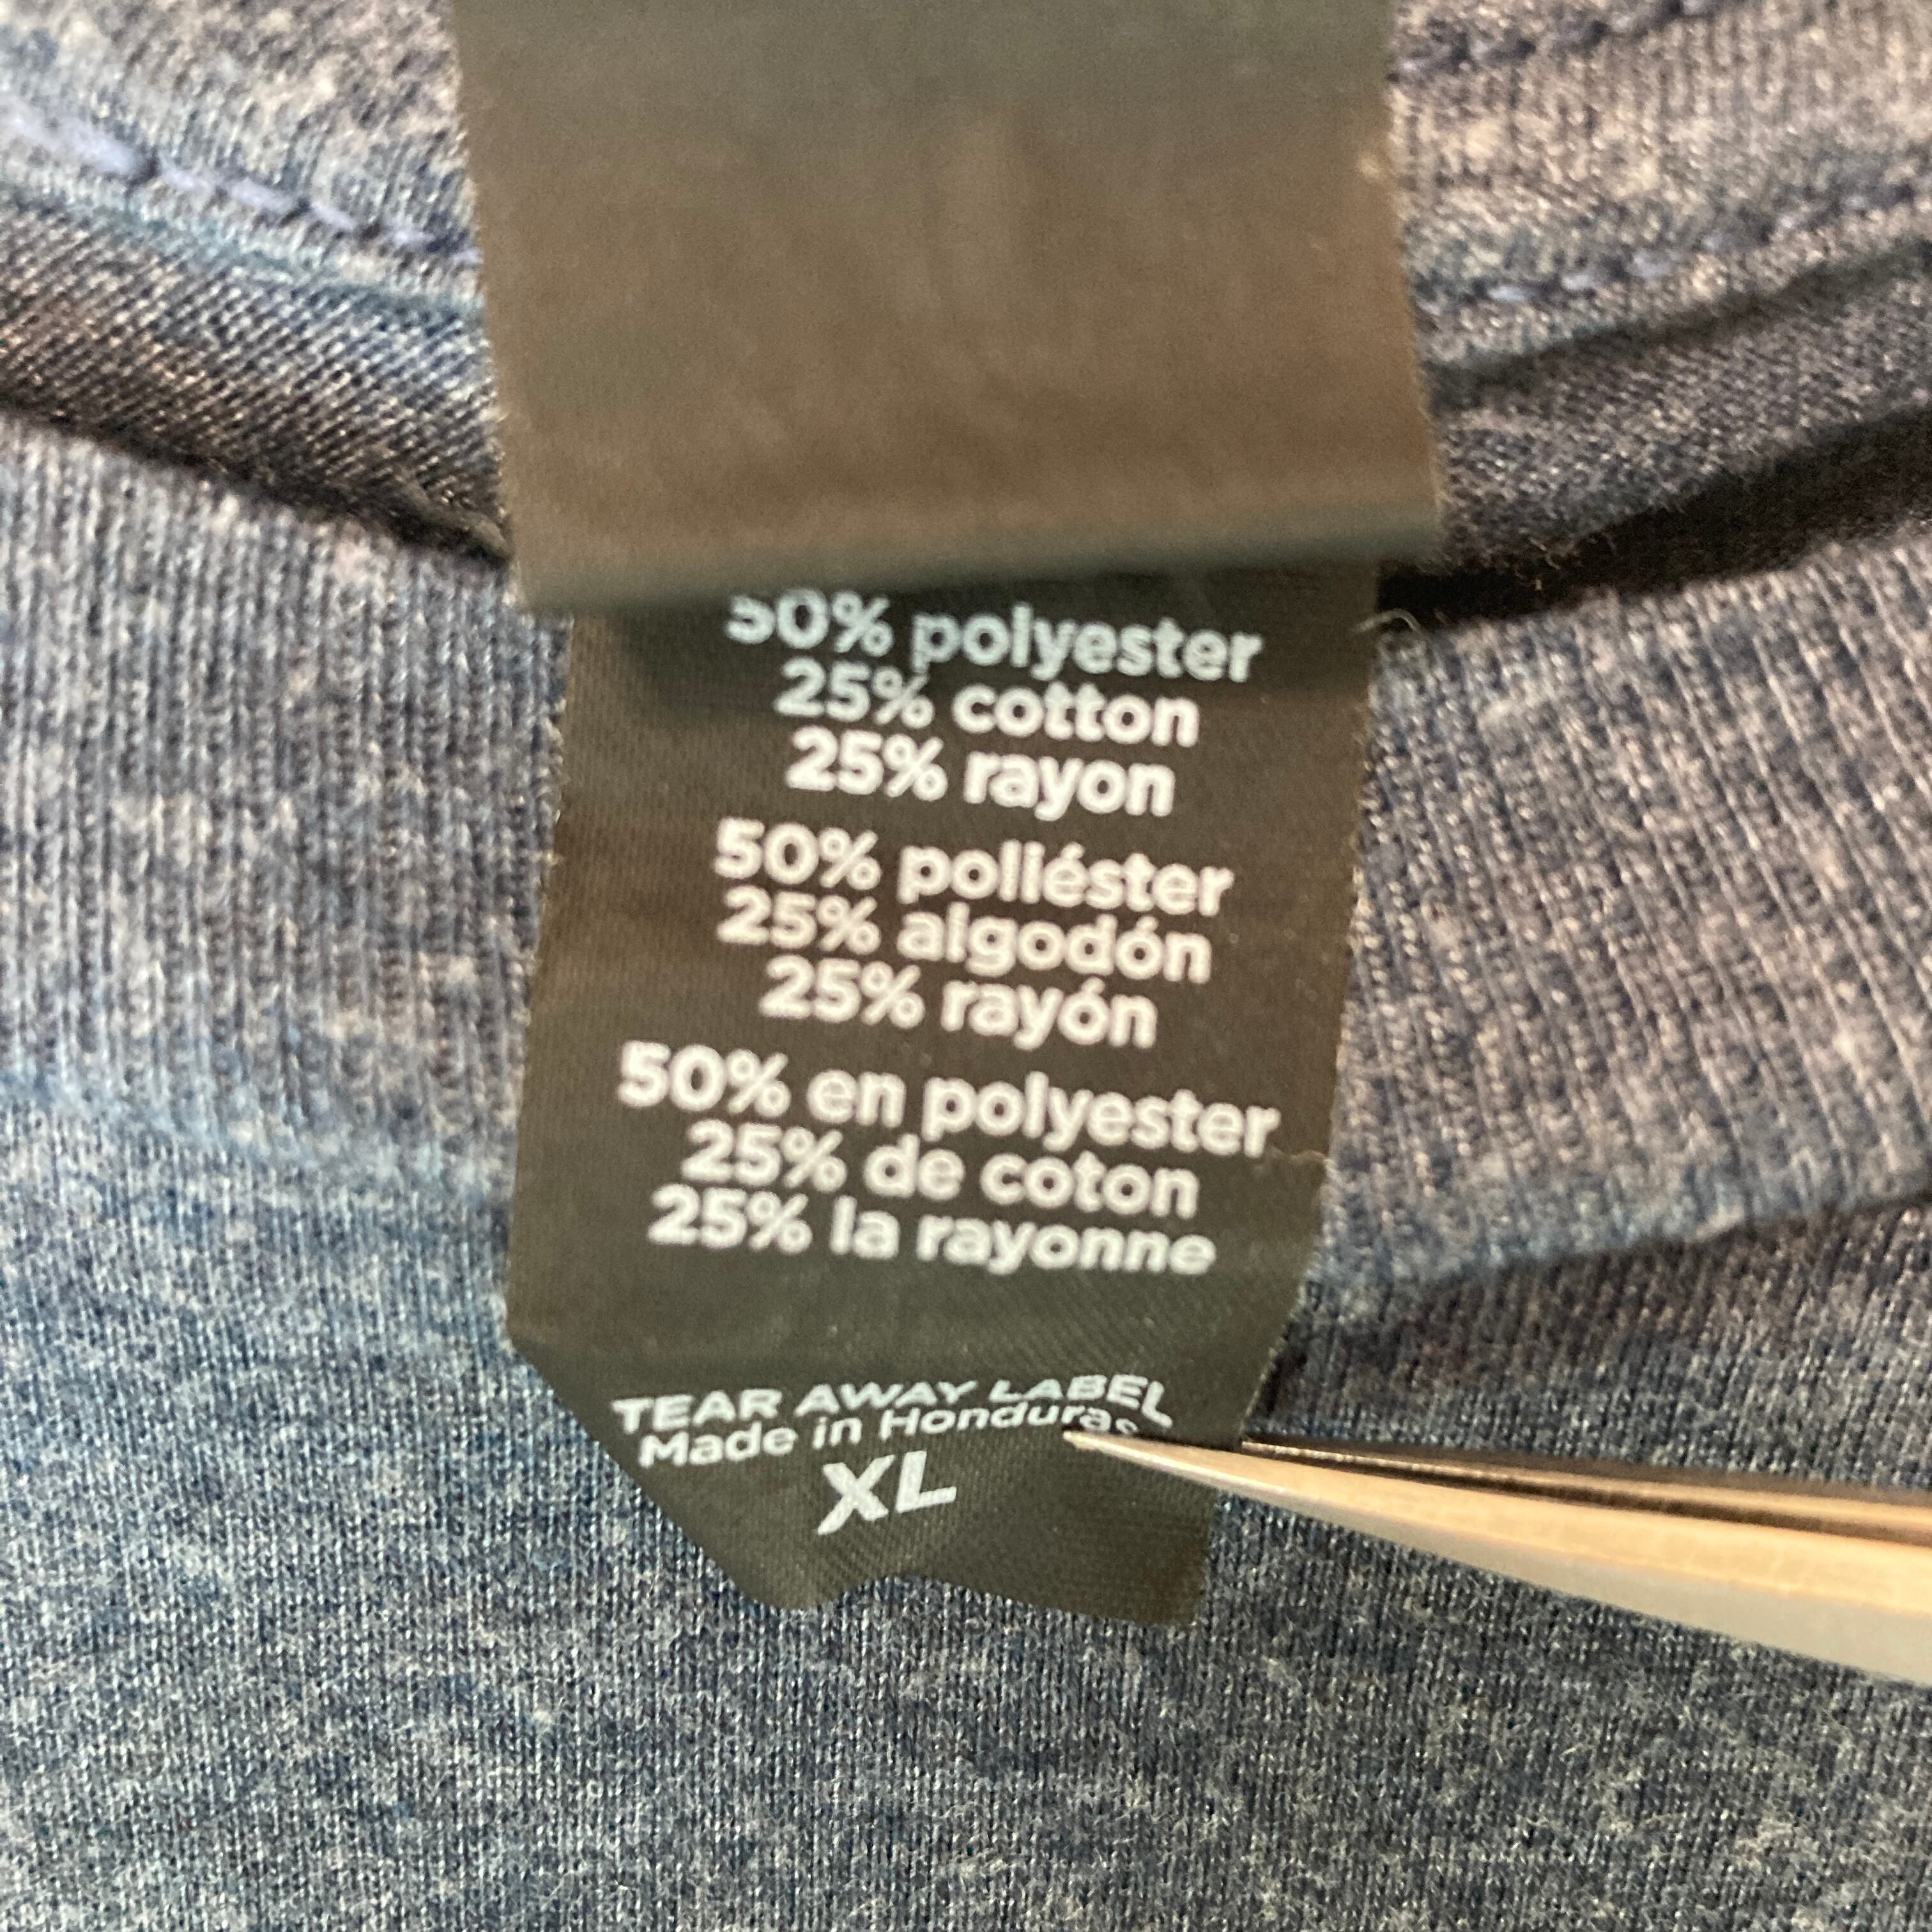 50% polyester
25% cotton
25% rayon
50% poliéster
25% algodón
25% rayón
50% en polyester
25% de coton
25% la rayonne
TEAR AWAY LABEL
Made in Honduras
XL